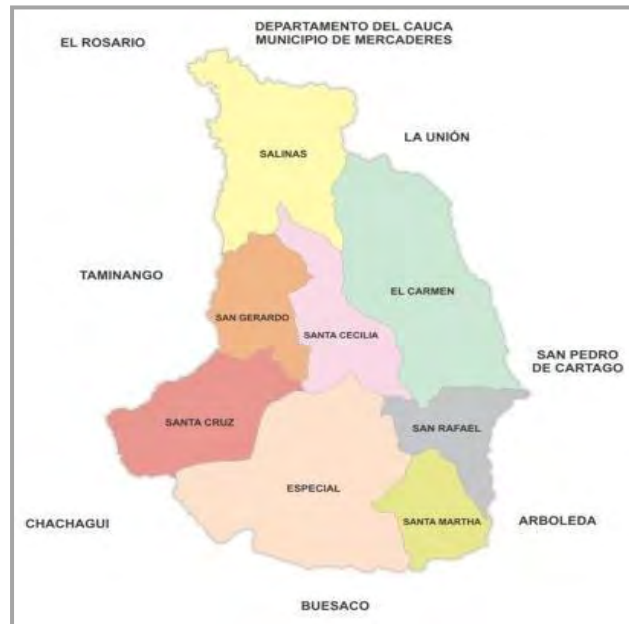 DEPARTAMENTO DEL CAUCA
MUNICIPIO DE MERCADERES
EL ROSARIO
LA UNIÓN
SALINAS
TAMINANGO
EL CARMEN
SAN GERARDO
SANTA CECILIA
SAN PEDRO
DE CARTAGO
SANTA CRUZ
SAN RAFAEL
ESPECIAL
SANTA MARTHA
ARBOLEDA
CHACHAGUI
BUESACO